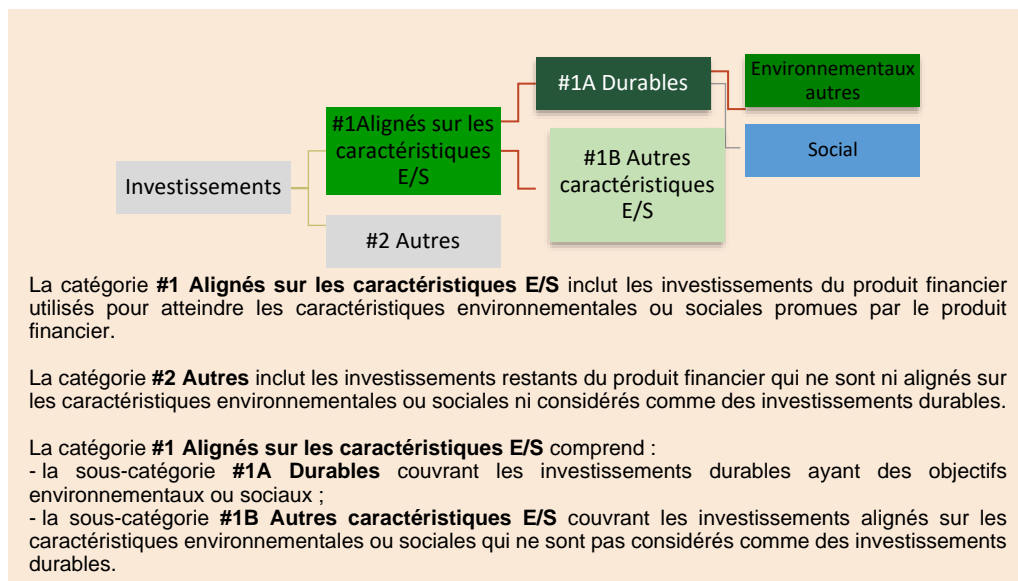 Investissements
#1Alignés sur les
caractéristiques
E/S
#2 Autres
#1A Durables
#1B Autres
caractéristiques
E/S
Environnementaux
autres
Social
La catégorie #1 Alignés sur les caractéristiques E/S inclut les investissements du produit financier
utilisés pour atteindre les caractéristiques environnementales ou sociales promues par le produit
financier.
La catégorie #2 Autres inclut les investissements restants du produit financier qui ne sont ni alignés sur
les caractéristiques environnementales ou sociales ni considérés comme des investissements durables.
La catégorie #1 Alignés sur les caractéristiques E/S comprend :
- la sous-catégorie #1A Durables couvrant les investissements durables ayant des objectifs
environnementaux ou sociaux ;
- la sous-catégorie #1B Autres caractéristiques E/S couvrant les investissements alignés sur les
caractéristiques environnementales ou sociales qui ne sont pas considérés comme des investissements
durables.